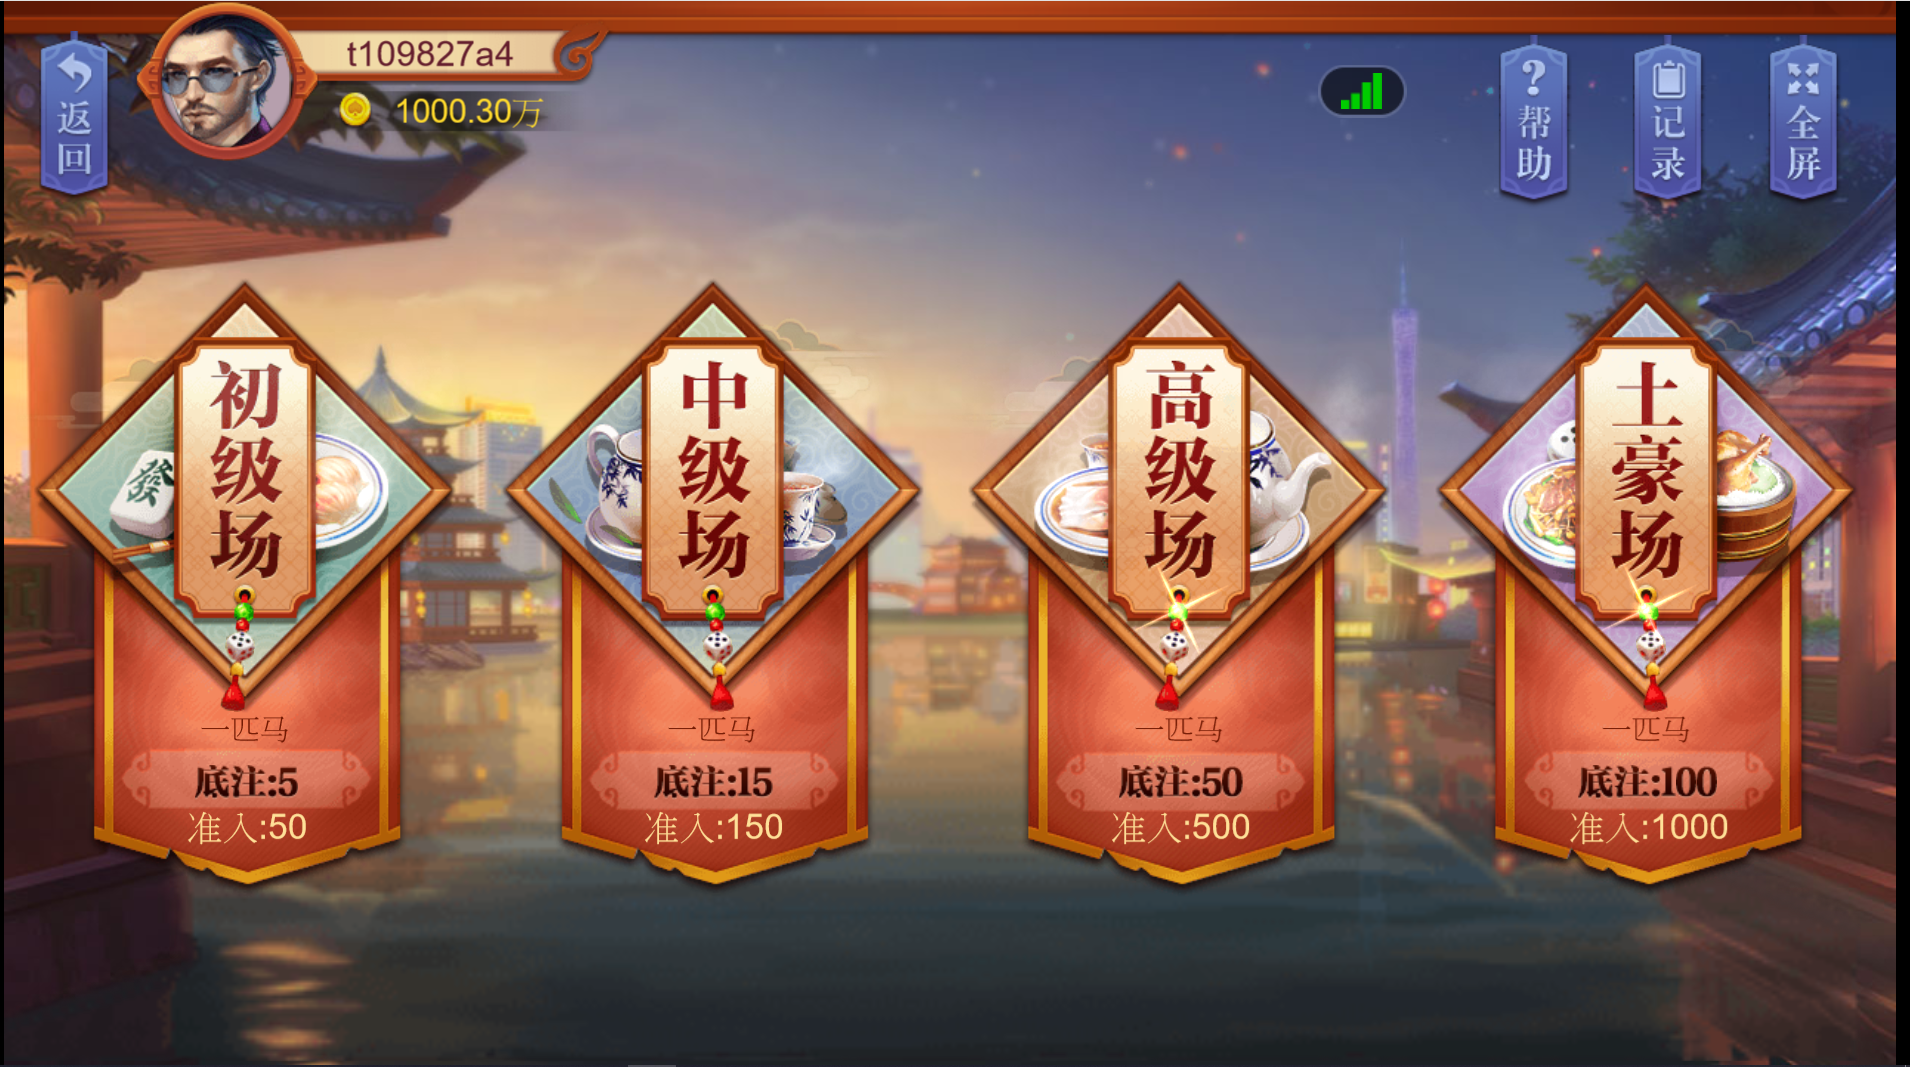 返回
t109827a4
1000.30万
帮助
记录
全屏
初级场
一匹马
底注:5
准入:50
中级场
一匹马
底注:15
准入:150
高级场
一匹马
底注:50
准入:500
土豪场
一匹马
底注:100
准入:1000
發